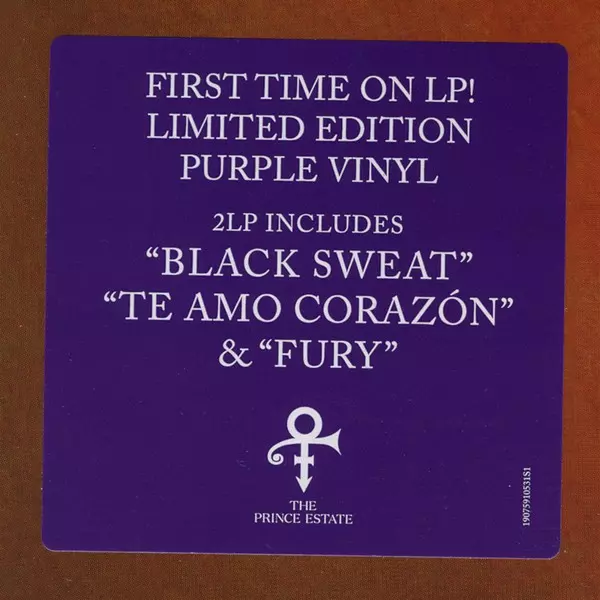 FIRST TIME ON LP!
LIMITED EDITION
PURPLE VINYL
2LP INCLUDES
“BLACK SWEAT”
“TE AMO CORAZÓN”
& “FURY”
THE
PRINCE ESTATE
19075910531S1